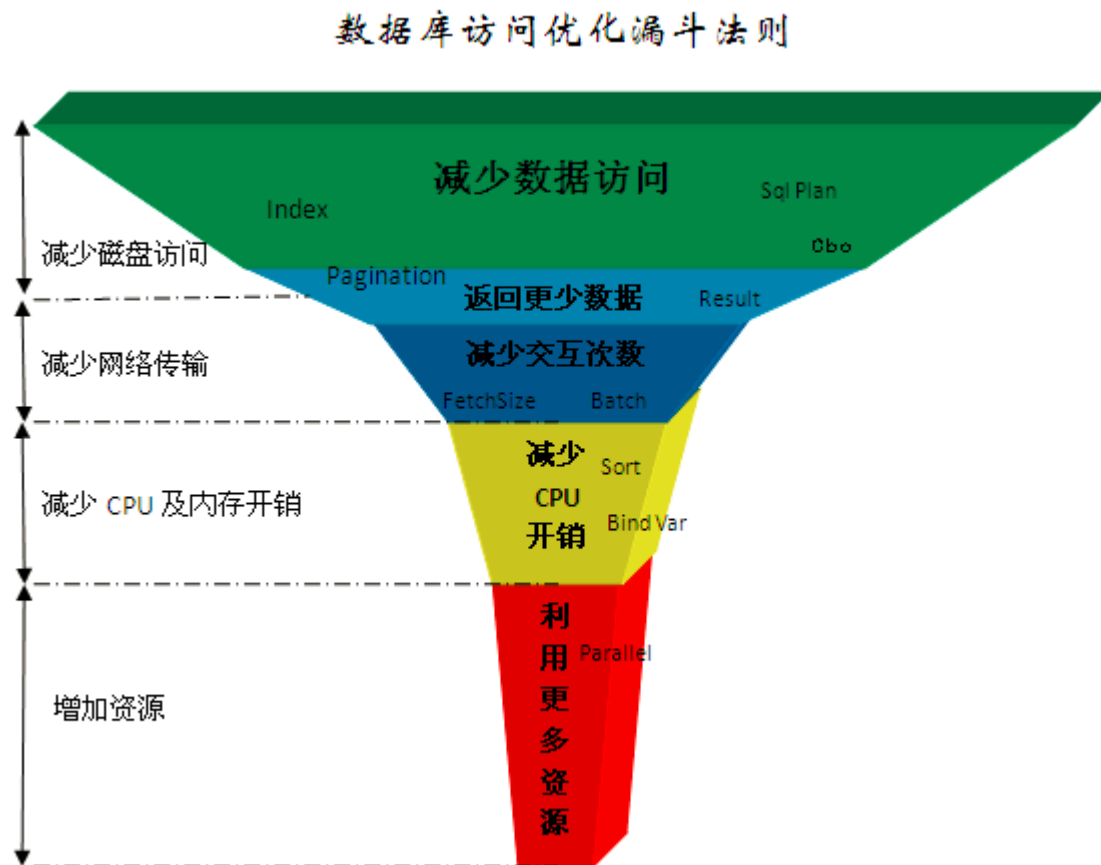 数据库访问优化漏斗法则
减少数据访问
Sql Plan
Index
Cbo
减少磁盘访问
Pagination
返回更少数据
Result
减少网络传输
减少交互次数
FetchSize
Batch
减少
Sort
CPU
开销
Bind Var
减少 CPU 及内存开销
利
用
更
多
资
源
Parallel
增加资源